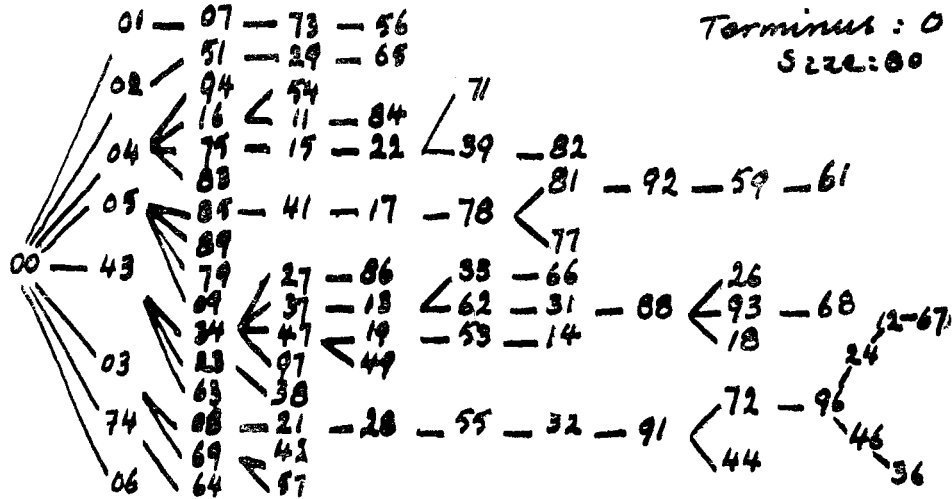 Terminus : 0
Size: 80
01 — 07 — 73 — 56
51 — 29 — 65
02 94 54 71
16 11 — 84
04 75 — 15 — 22 39 — 82
83 81 — 92 — 59 — 61
05 85 — 41 — 17 — 78
89 77
00 — 43 79 27 — 86 33 — 66 26
09 37 — 13 62 — 31 — 88 93 — 68 12 — 67
34 47 19 — 53 — 14 18
03 23 97 49 24
63 38 72 — 96
74 08 — 21 — 28 — 55 — 32 — 91 46
69 42 44 36
06 64 57